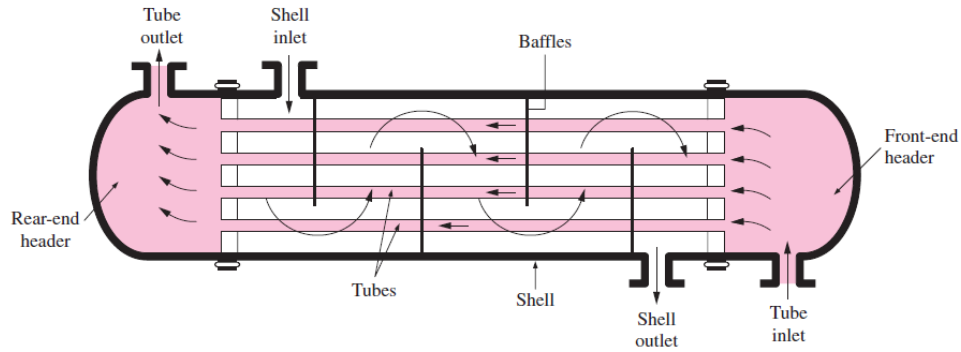 Tube
outlet
Shell
inlet
Baffles
Front-end
header
Rear-end
header
Tubes
Shell
Shell
outlet
Tube
inlet